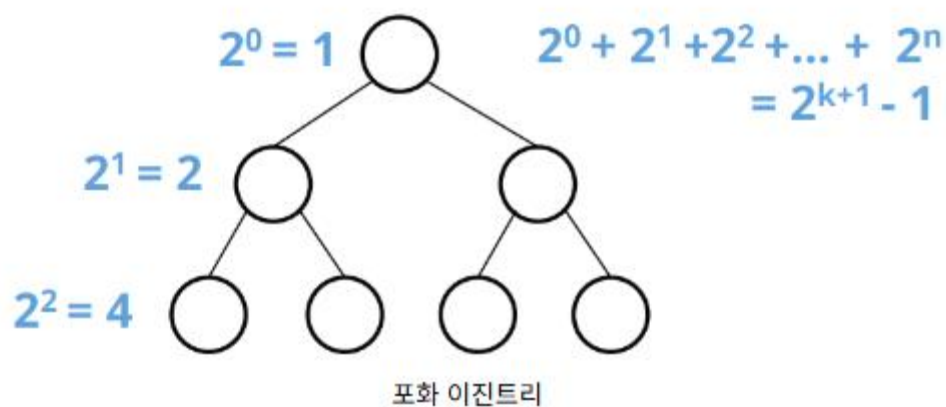 2⁰ = 1
2⁰ + 2¹ +2² +... + 2ⁿ
= 2ᵏ⁺¹ - 1
2¹ = 2
2² = 4
포화 이진트리